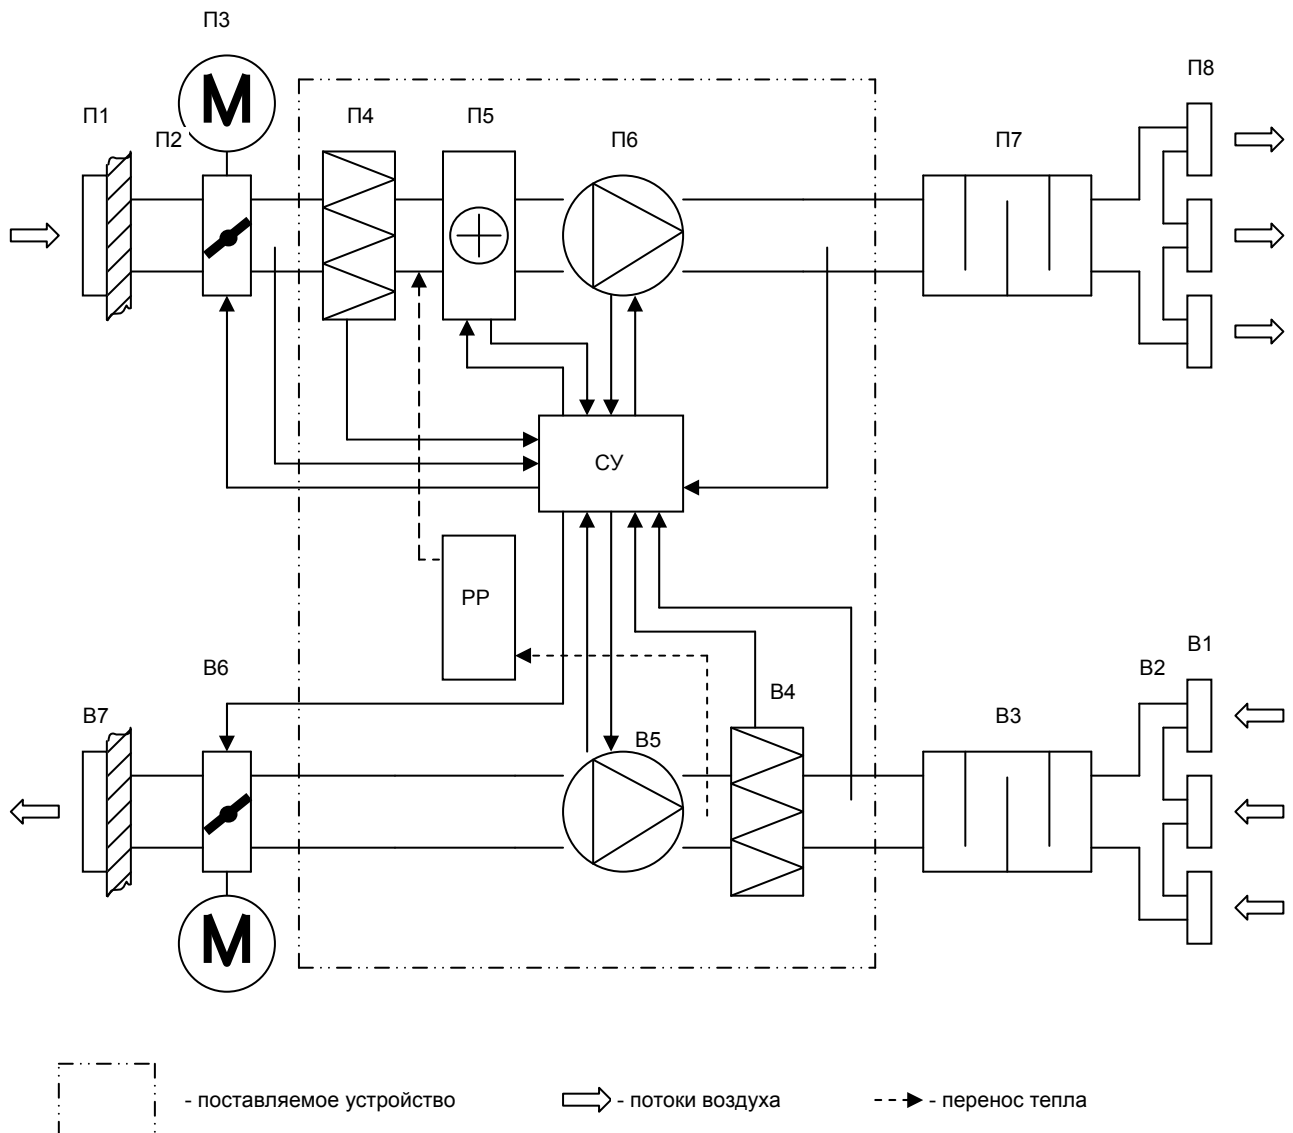 П3
П1
П2
М
П4
П5
П6
П7
П8
СУ
РР
В7
В6
М
В5
В4
В3
В2
В1
- поставляемое устройство
- потоки воздуха
- перенос тепла